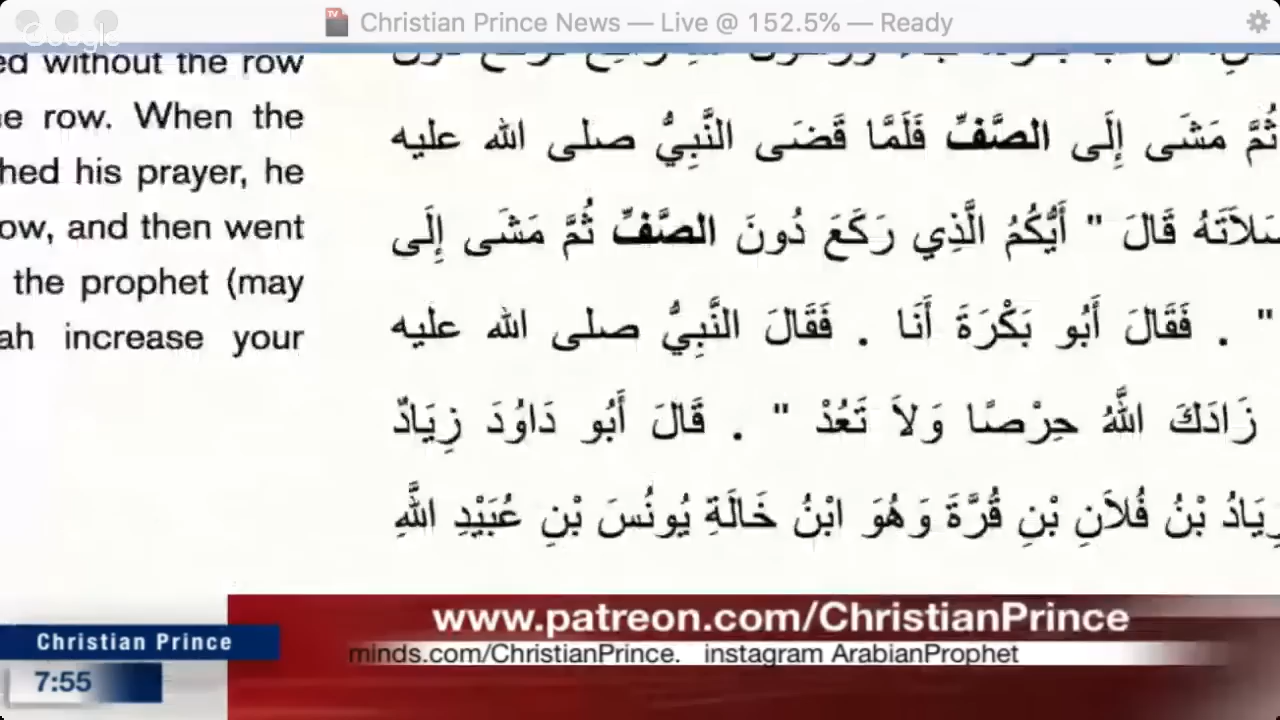 Christian Prince News — Live @ 152.5% — Ready
Google
ed without the row
e row. When the
hed his prayer, he
ow, and then went
the prophet (may
ah increase your
ثُمَّ مَشَى إِلَى الصَّفِّ فَلَمَّا قَضَى النَّبِيُّ صلى الله عليه
صَلاَتَهُ قَالَ " أَيُّكُمُ الَّذِي رَكَعَ دُونَ الصَّفِّ ثُمَّ مَشَى إِلَى
" . فَقَالَ أَبُو بَكْرَةَ أَنَا . فَقَالَ النَّبِيُّ صلى الله عليه
زَادَكَ اللَّهُ حِرْصًا وَلاَ تَعُدْ " . قَالَ أَبُو دَاوُدَ زِيَادٌ
زِيَادُ بْنُ فُلاَنِ بْنِ قُرَّةَ وَهُوَ ابْنُ خَالَةِ يُونُسَ بْنِ عُبَيْدِ اللَّهِ
www.patreon.com/ChristianPrince
Christian Prince
minds.com/ChristianPrince. instagram ArabianProphet
7:55